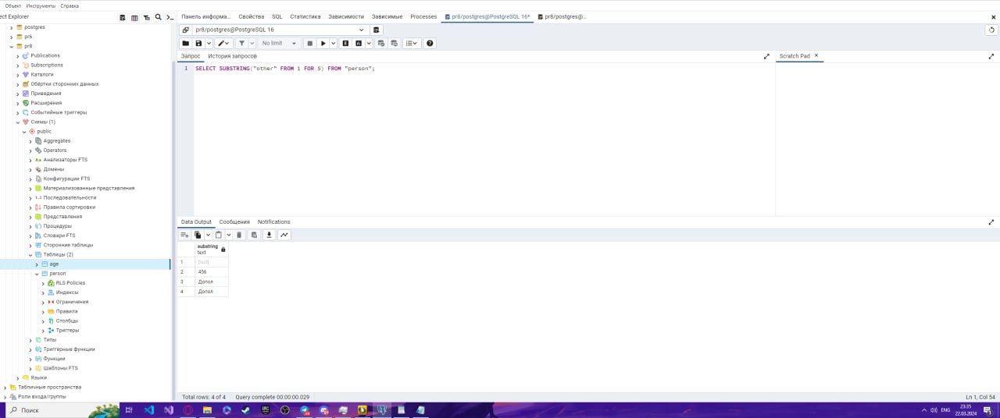 Объект Инструменты Справка
ect Explorer
Панель информа... Свойства SQL Статистика Зависимости Зависимые Processes pr8/postgres@PostgreSQL 16* pr8/postgres@...
pr8/postgres@PostgreSQL 16
No limit
Запрос История запросов
Scratch Pad
1 SELECT SUBSTRING("other" FROM 1 FOR 5) FROM "person";
postgres
pr6
pr8
Publications
Subscriptions
Каталоги
Обёртки сторонних данных
Приведения
Расширения
Событийные триггеры
Схемы (1)
public
Aggregates
Operators
Анализаторы FTS
Домены
Конфигурации FTS
Материализованные представления
Последовательности
Правила сортировки
Представления
Процедуры
Словари FTS
Сторонние таблицы
Таблицы (2)
age
person
RLS Policies
Индексы
Ограничения
Правила
Столбцы
Триггеры
Типы
Триггерные функции
Функции
Шаблоны FTS
Языки
Табличные пространства
Роли входа/группы
Data Output Сообщения Notifications
substring
text
1 [null]
2 456
3 Допол
4 Допол
Total rows: 4 of 4 Query complete 00:00:00.029
Ln 1, Col 54
Поиск
ENG
23:35
22.03.2024